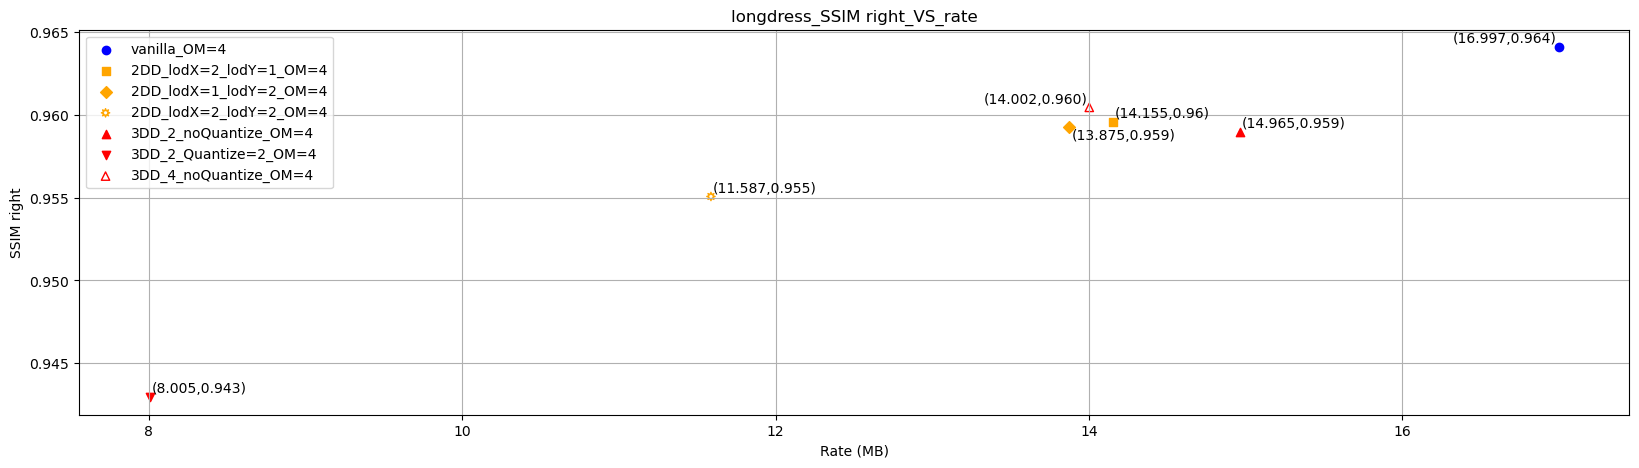 longdress_SSIM right_VS_rate
0.965
0.960
0.955
0.950
0.945
SSIM right
vanilla_OM=4
2DD_lodX=2_lodY=1_OM=4
2DD_lodX=1_lodY=2_OM=4
2DD_lodX=2_lodY=2_OM=4
3DD_2_noQuantize_OM=4
3DD_2_Quantize=2_OM=4
3DD_4_noQuantize_OM=4
(16.997,0.964)
(14.002,0.960)
(14.155,0.96)
(14.965,0.959)
(13.875,0.959)
(11.587,0.955)
(8.005,0.943)
8
10
12
14
16
Rate (MB)